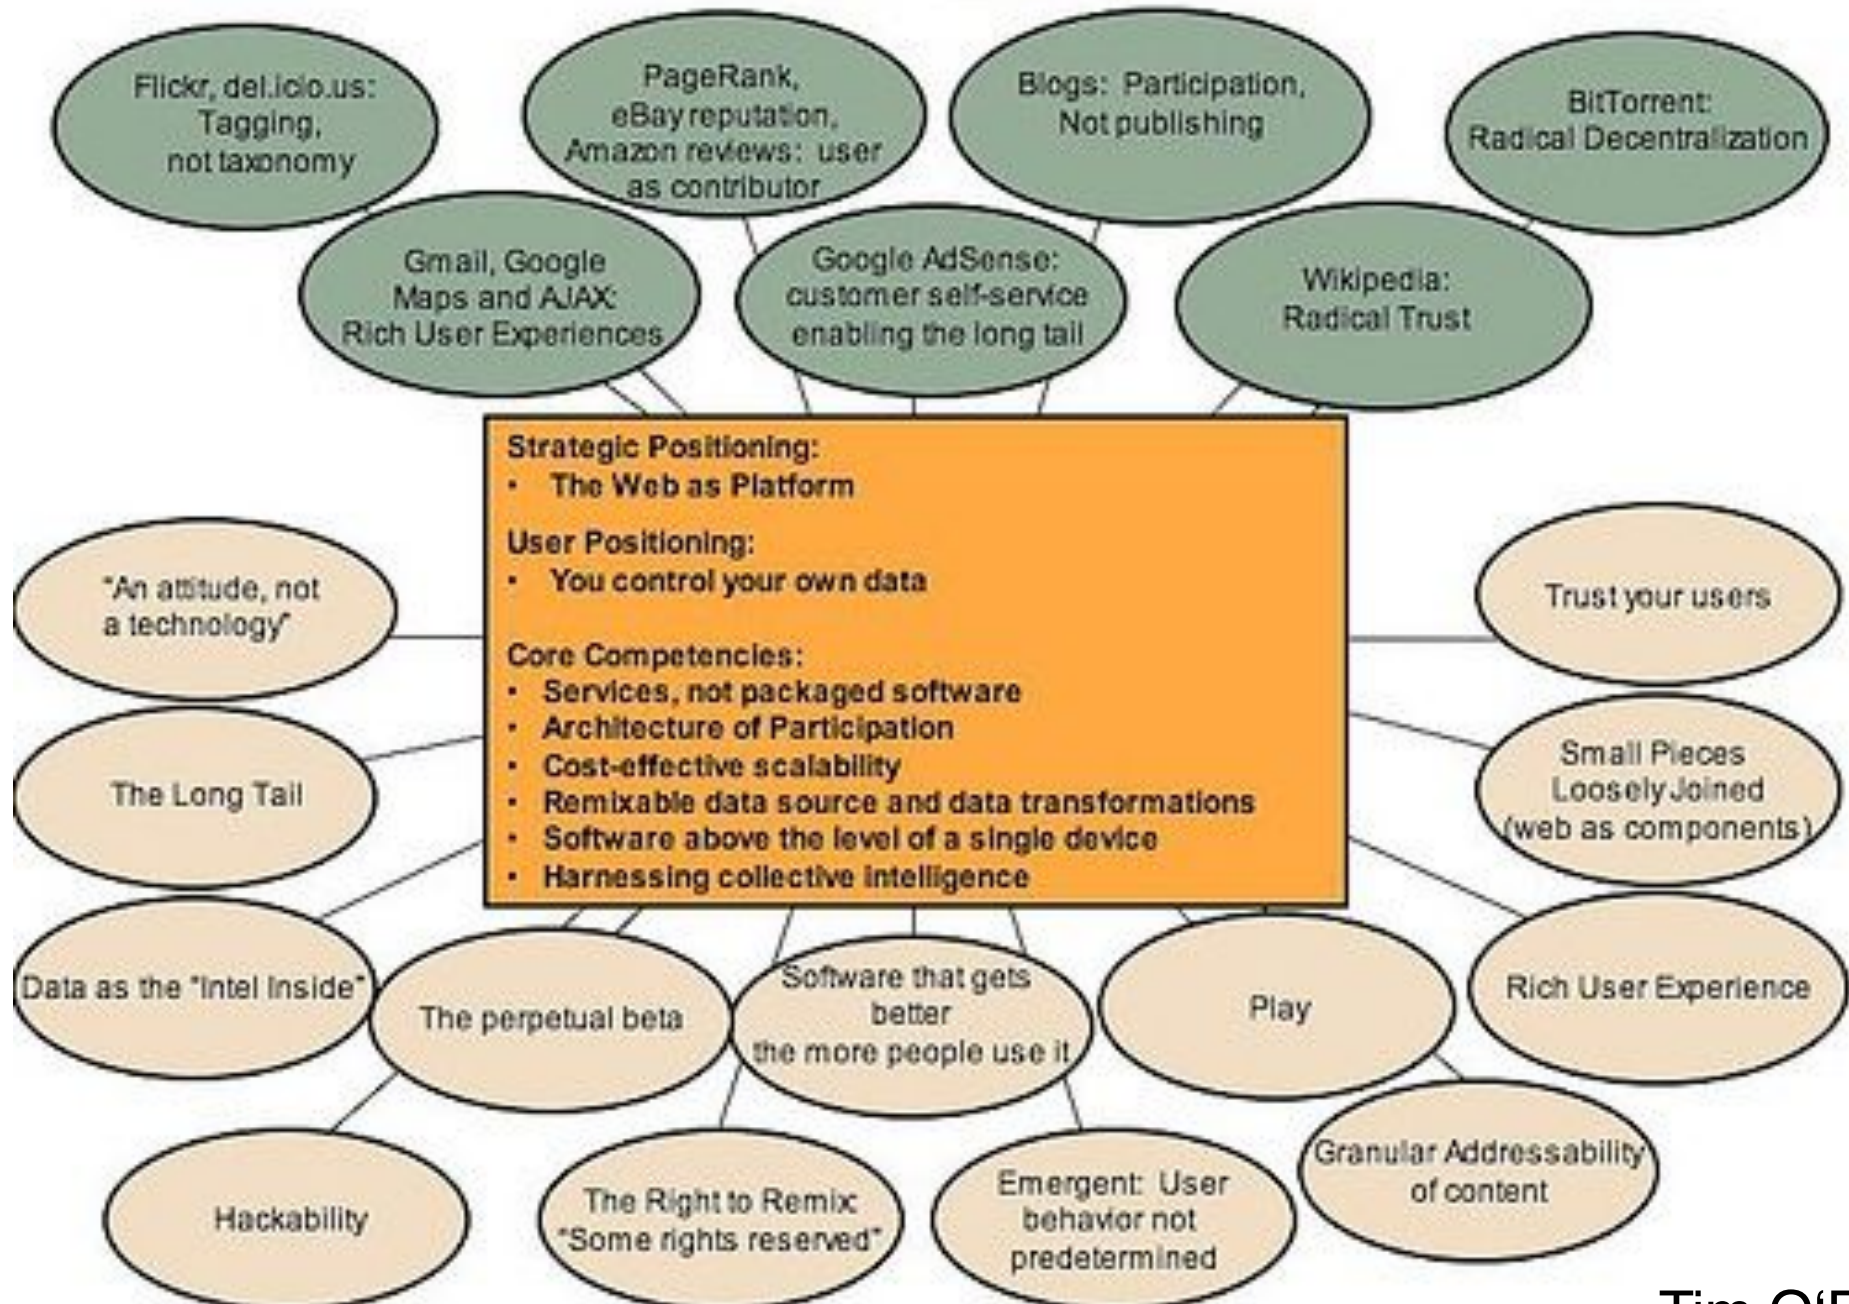 Flickr, del.icio.us:
Tagging,
not taxonomy
PageRank,
eBay reputation,
Amazon reviews: user
as contributor
Blogs: Participation,
Not publishing
BitTorrent:
Radical Decentralization
Gmail, Google
Maps and AJAX:
Rich User Experiences
Google AdSense:
customer self-service
enabling the long tail
Wikipedia:
Radical Trust
Strategic Positioning:
• The Web as Platform
User Positioning:
• You control your own data
Core Competencies:
• Services, not packaged software
• Architecture of Participation
• Cost-effective scalability
• Remixable data source and data transformations
• Software above the level of a single device
• Harnessing collective intelligence
"An attitude, not
a technology"
Trust your users
The Long Tail
Small Pieces
Loosely Joined
(web as components)
Data as the "Intel Inside"
The perpetual beta
Software that gets
better
the more people use it
Play
Rich User Experience
Hackability
The Right to Remix:
"Some rights reserved"
Emergent: User
behavior not
predetermined
Granular Addressability
of content
Tim